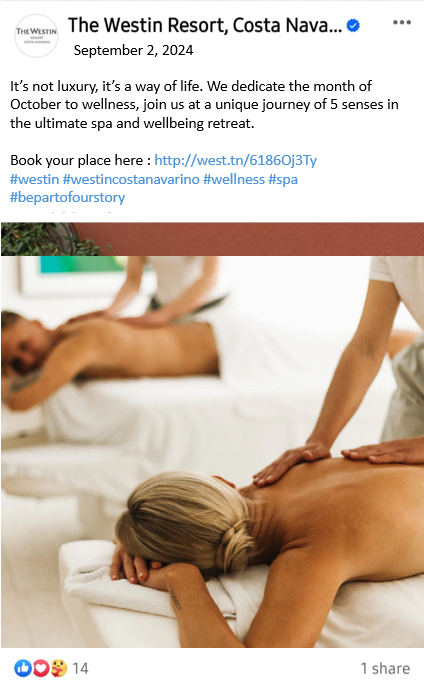 THE WESTIN
RESORT
COSTA NAVARINO
The Westin Resort, Costa Nava...
September 2, 2024
It's not luxury, it's a way of life. We dedicate the month of
October to wellness, join us at a unique journey of 5 senses in
the ultimate spa and wellbeing retreat.
Book your place here : http://west.tn/6186Oj3Ty
#westin #westincostanavarino #wellness #spa
#bepartofourstory
14
1 share